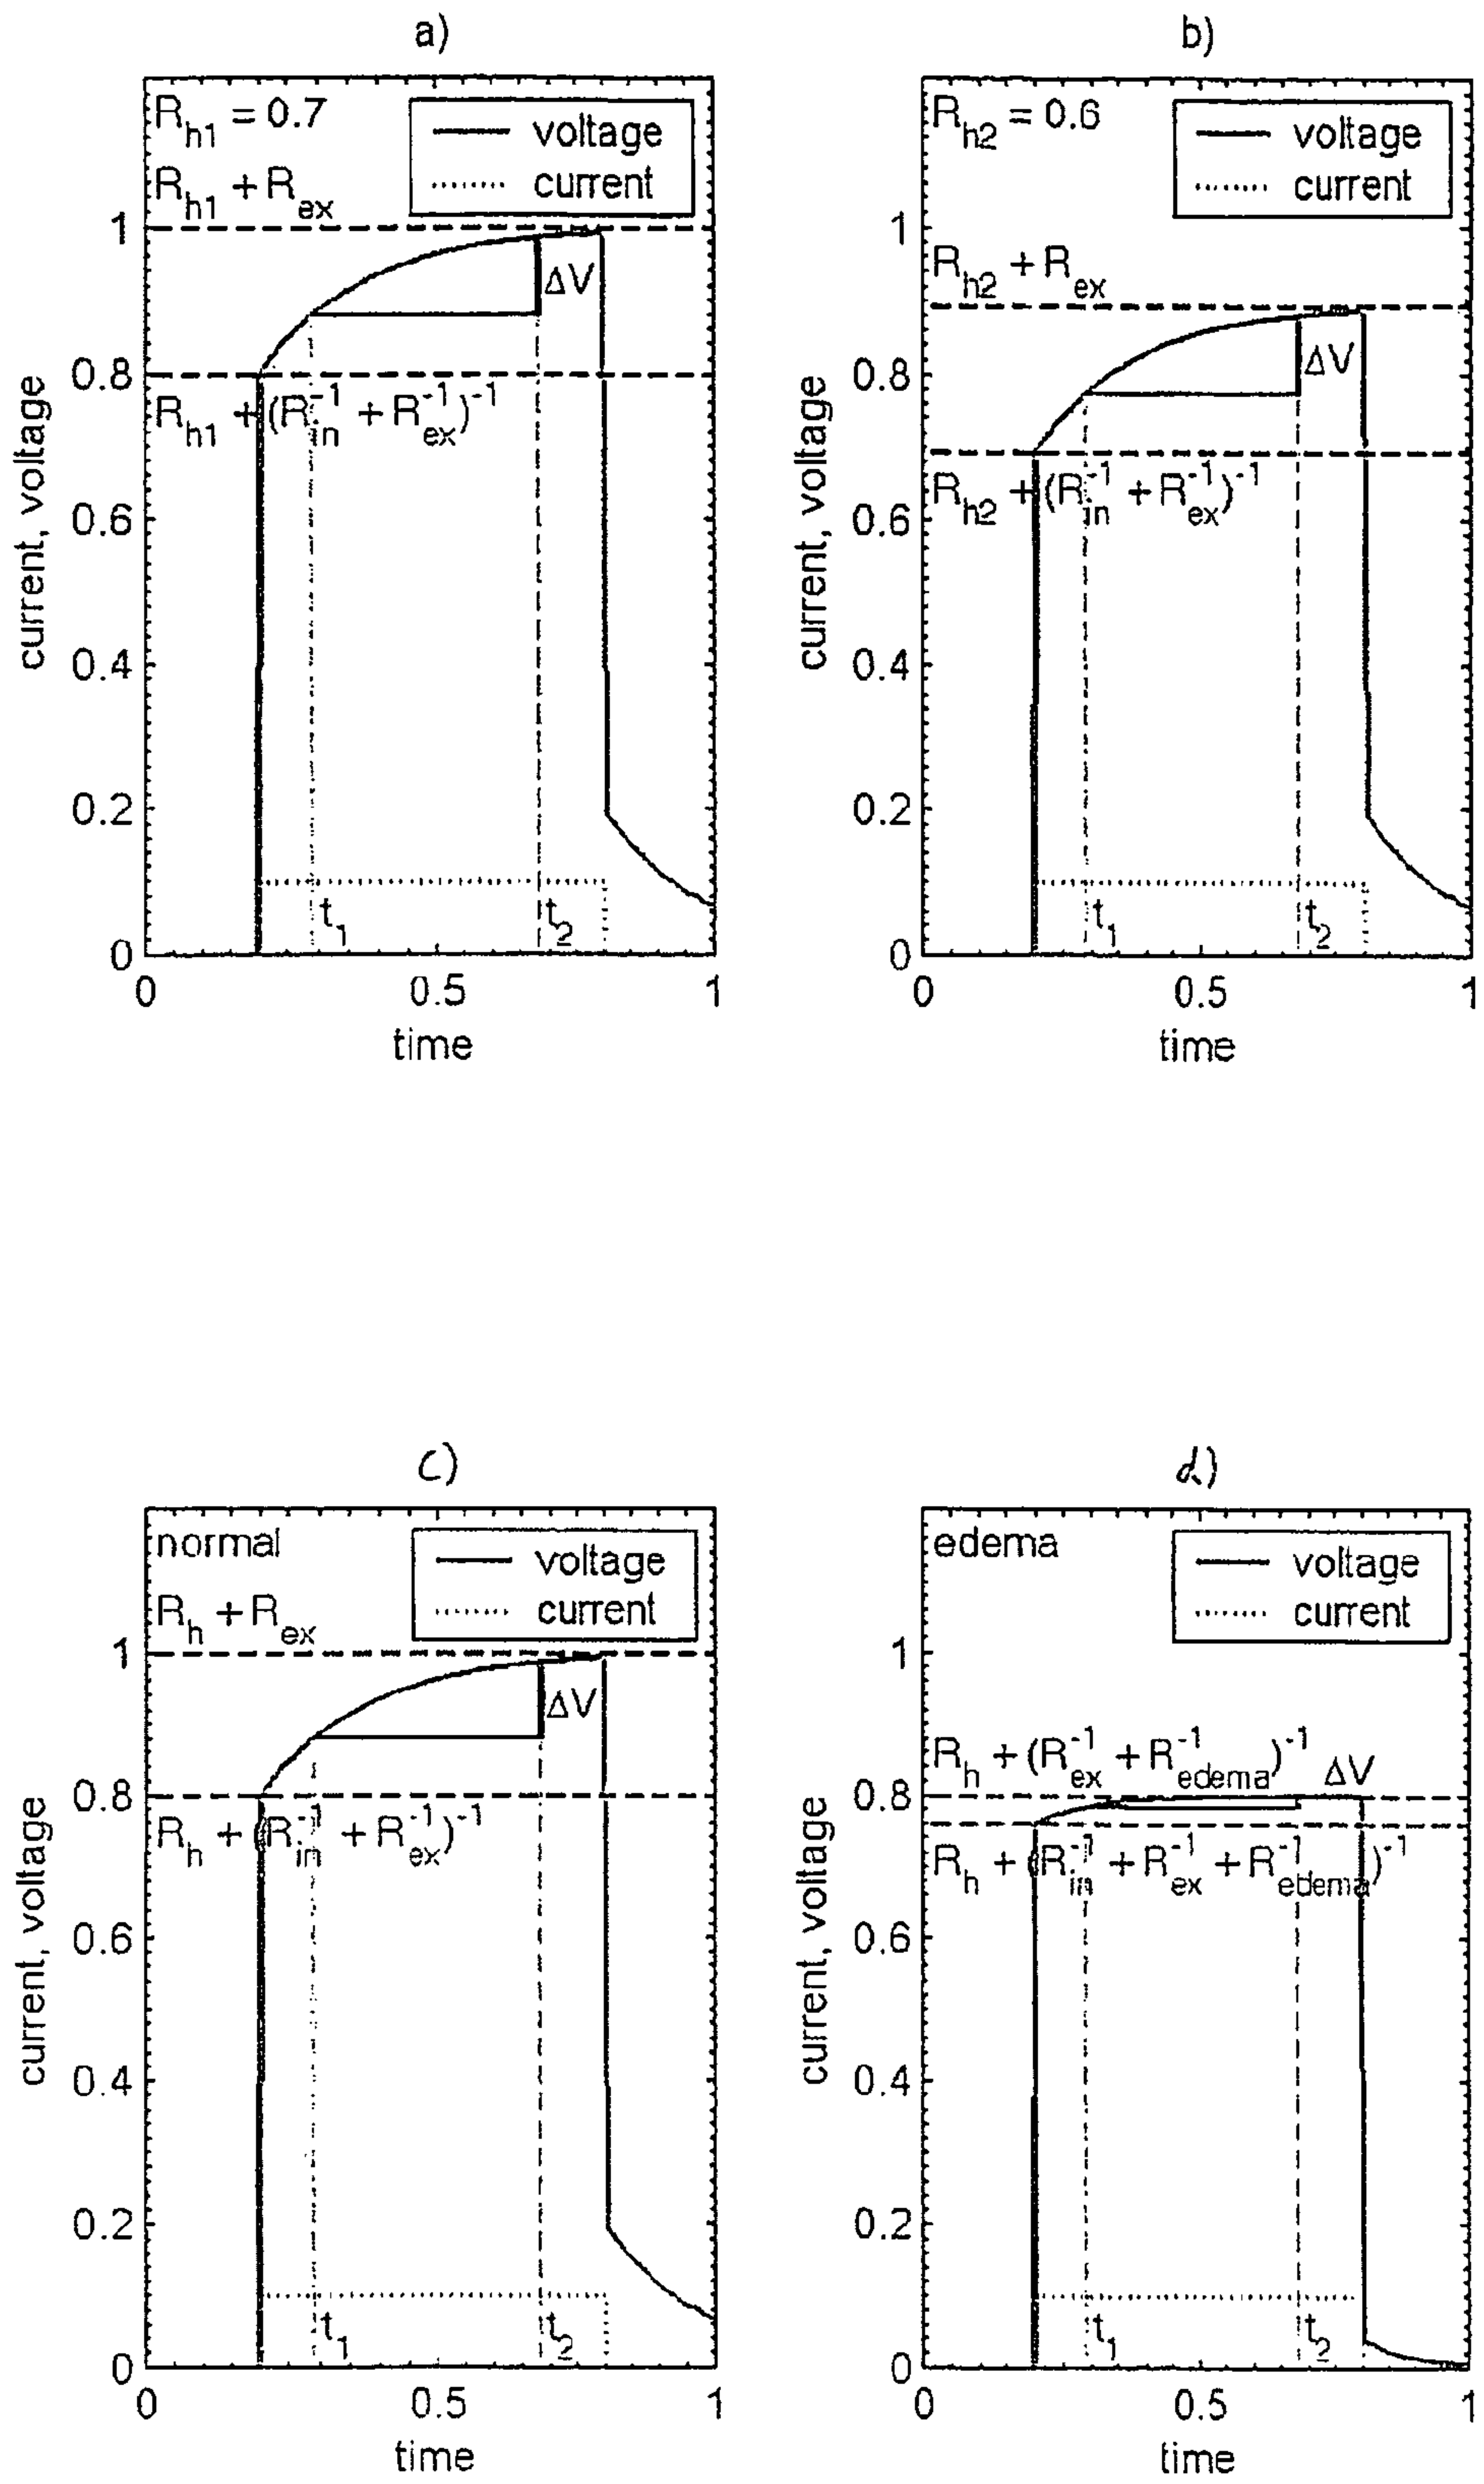 a)
R_h1 = 0.7
voltage
current
R_h1 + R_ex
1
ΔV
0.8
R_h1 + (R_in^-1 + R_ex^-1)^-1
0.6
0.4
0.2
0
t_1
t_2
0
0.5
1
time
current, voltage
b)
R_h2 = 0.6
voltage
current
1
R_h2 + R_ex
ΔV
0.8
R_h2 + (R_in^-1 + R_ex^-1)^-1
0.6
0.4
0.2
0
t_1
t_2
0
0.5
1
time
current, voltage
c)
normal
voltage
current
R_h + R_ex
1
ΔV
0.8
R_h + (R_in^-1 + R_ex^-1)^-1
0.6
0.4
0.2
0
t_1
t_2
0
0.5
1
time
current, voltage
d)
edema
voltage
current
1
R_h + (R_ex^-1 + R_edema^-1)^-1
ΔV
0.8
R_h + (R_in^-1 + R_ex^-1 + R_edema^-1)^-1
0.6
0.4
0.2
0
t_1
t_2
0
0.5
1
time
current, voltage